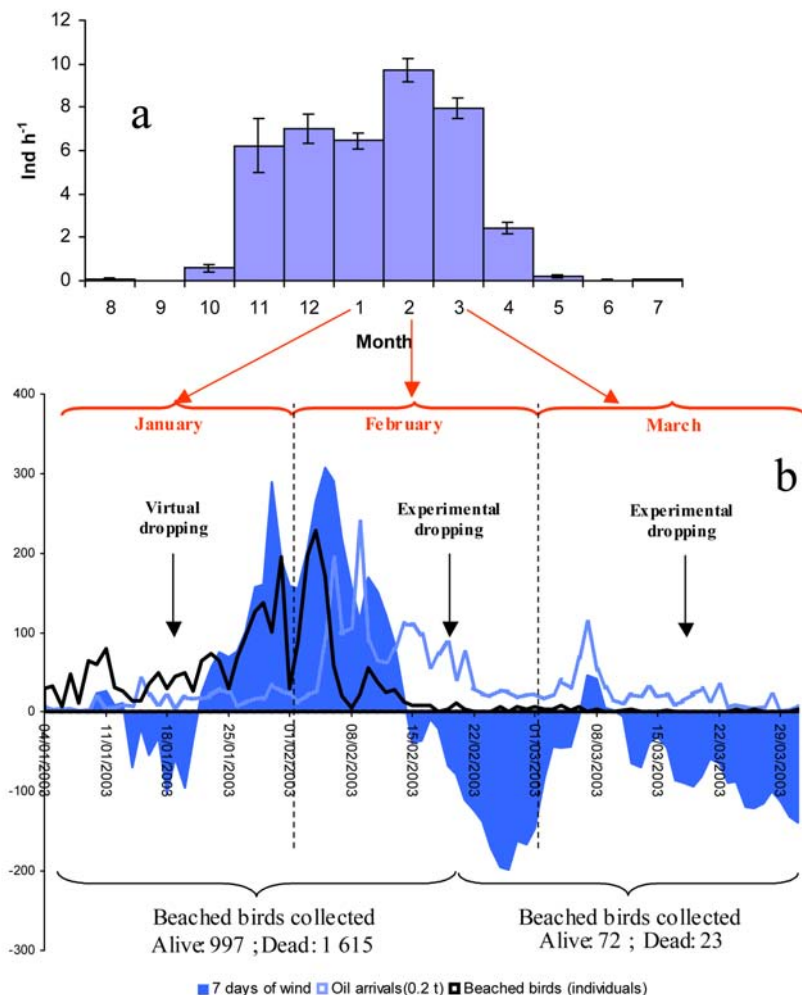 12
10
8
6
4
2
0
Ind h-1
a
8 9 10 11 12 1 2 3 4 5 6 7
Month
400
300
200
100
0
-100
-200
-300
January
February
March
b
Virtual
dropping
Experimental
dropping
Experimental
dropping
04/01/2003
11/01/2003
18/01/2003
25/01/2003
01/02/2003
08/02/2003
15/02/2003
22/02/2003
01/03/2003
08/03/2003
15/03/2003
22/03/2003
29/03/2003
Beached birds collected
Alive: 997 ; Dead: 1 615
Beached birds collected
Alive: 72 ; Dead: 23
7 days of wind Oil arrivals(0.2 t) Beached birds (individuals)